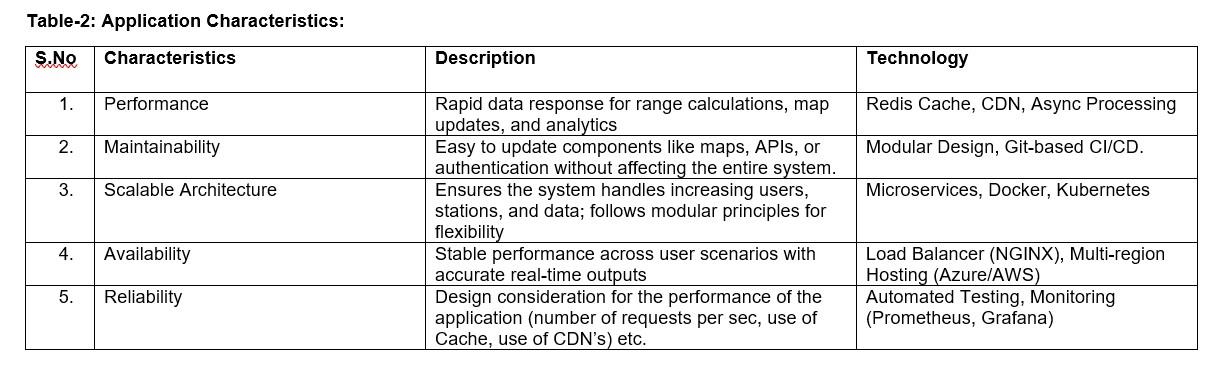 Table-2: Application Characteristics:
S.No Characteristics Description Technology
1. Performance Rapid data response for range calculations, map Redis Cache, CDN, Async Processing
updates, and analytics
2. Maintainability Easy to update components like maps, APIs, or Modular Design, Git-based CI/CD.
authentication without affecting the entire system.
3. Scalable Architecture Ensures the system handles increasing users, Microservices, Docker, Kubernetes
stations, and data; follows modular principles for
flexibility
4. Availability Stable performance across user scenarios with Load Balancer (NGINX), Multi-region
accurate real-time outputs Hosting (Azure/AWS)
5. Reliability Design consideration for the performance of the Automated Testing, Monitoring
application (number of requests per sec, use of (Prometheus, Grafana)
Cache, use of CDN’s) etc.